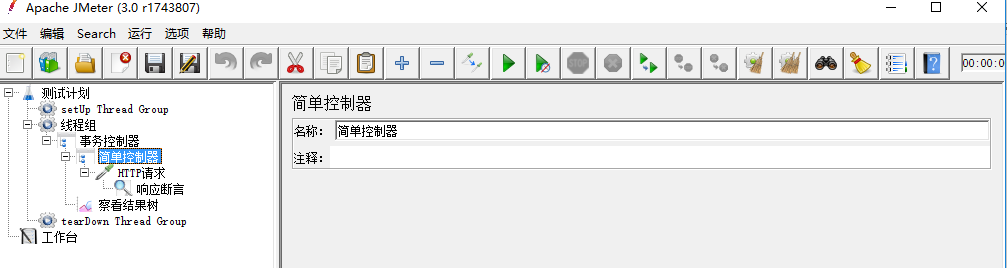 Apache JMeter (3.0 r1743807)
文件 编辑 Search 运行 选项 帮助
STOP
00:00:0
测试计划
setUp Thread Group
线程组
事务控制器
简单控制器
HTTP请求
响应断言
察看结果树
tearDown Thread Group
工作台
简单控制器
名称: 简单控制器
注释: